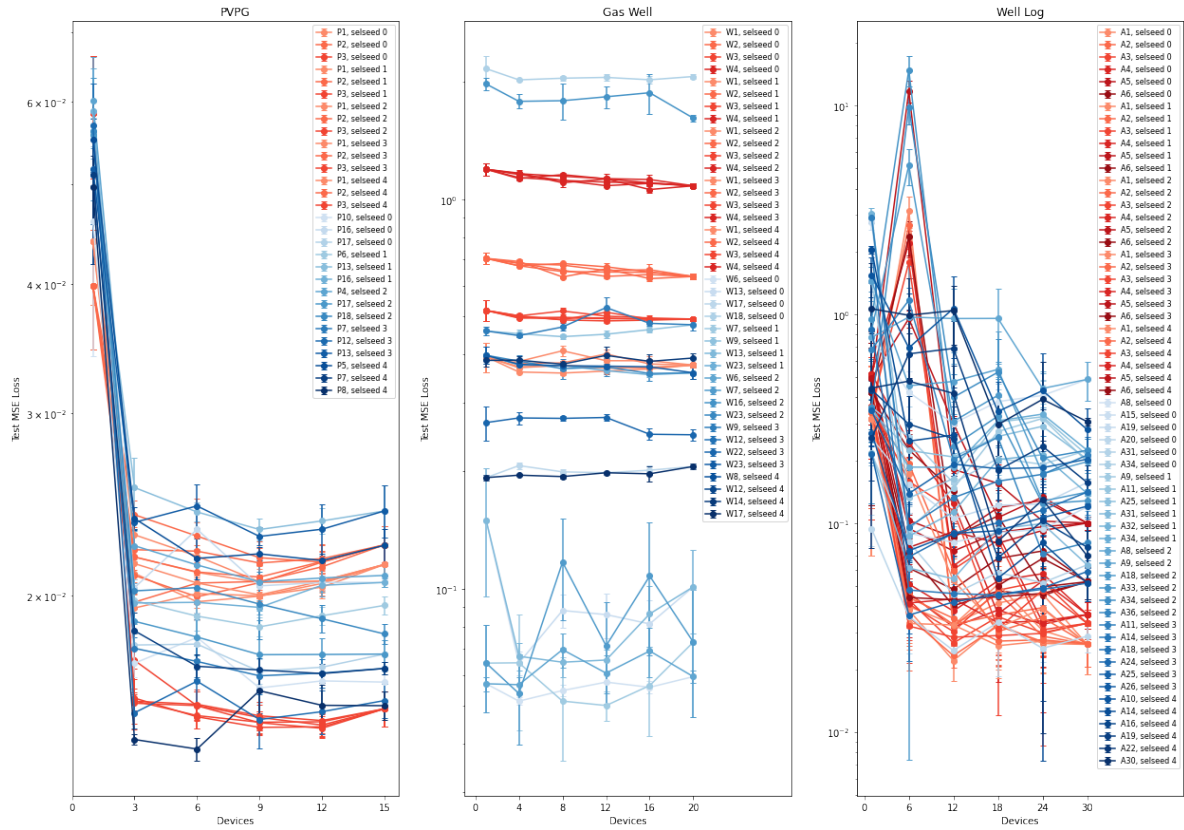 PVPG
6 × 10⁻²
4 × 10⁻²
3 × 10⁻²
2 × 10⁻²
Test MSE Loss
0
3
6
9
12
15
Devices
P1, selseed 0
P2, selseed 0
P3, selseed 0
P1, selseed 1
P2, selseed 1
P3, selseed 1
P1, selseed 2
P2, selseed 2
P3, selseed 2
P1, selseed 3
P2, selseed 3
P3, selseed 3
P1, selseed 4
P2, selseed 4
P3, selseed 4
P10, selseed 0
P16, selseed 0
P17, selseed 0
P6, selseed 1
P13, selseed 1
P16, selseed 1
P4, selseed 2
P17, selseed 2
P18, selseed 2
P7, selseed 3
P12, selseed 3
P13, selseed 3
P5, selseed 4
P7, selseed 4
P8, selseed 4
Gas Well
10⁰
10⁻¹
Test MSE Loss
0
4
8
12
16
20
Devices
W1, selseed 0
W2, selseed 0
W3, selseed 0
W4, selseed 0
W1, selseed 1
W2, selseed 1
W3, selseed 1
W4, selseed 1
W1, selseed 2
W2, selseed 2
W3, selseed 2
W4, selseed 2
W1, selseed 3
W2, selseed 3
W3, selseed 3
W4, selseed 3
W1, selseed 4
W2, selseed 4
W3, selseed 4
W4, selseed 4
W6, selseed 0
W13, selseed 0
W17, selseed 0
W18, selseed 0
W7, selseed 1
W9, selseed 1
W13, selseed 1
W23, selseed 1
W6, selseed 2
W7, selseed 2
W16, selseed 2
W23, selseed 2
W9, selseed 3
W12, selseed 3
W22, selseed 3
W23, selseed 3
W8, selseed 4
W12, selseed 4
W14, selseed 4
W17, selseed 4
Well Log
10¹
10⁰
10⁻¹
10⁻²
Test MSE Loss
0
6
12
18
24
30
Devices
A1, selseed 0
A2, selseed 0
A3, selseed 0
A4, selseed 0
A5, selseed 0
A6, selseed 0
A1, selseed 1
A2, selseed 1
A3, selseed 1
A4, selseed 1
A5, selseed 1
A6, selseed 1
A1, selseed 2
A2, selseed 2
A3, selseed 2
A4, selseed 2
A5, selseed 2
A6, selseed 2
A1, selseed 3
A2, selseed 3
A3, selseed 3
A4, selseed 3
A5, selseed 3
A6, selseed 3
A1, selseed 4
A2, selseed 4
A3, selseed 4
A4, selseed 4
A5, selseed 4
A6, selseed 4
A8, selseed 0
A15, selseed 0
A19, selseed 0
A20, selseed 0
A31, selseed 0
A34, selseed 0
A9, selseed 1
A11, selseed 1
A25, selseed 1
A31, selseed 1
A32, selseed 1
A34, selseed 1
A8, selseed 2
A9, selseed 2
A18, selseed 2
A33, selseed 2
A34, selseed 2
A36, selseed 2
A11, selseed 3
A14, selseed 3
A18, selseed 3
A24, selseed 3
A25, selseed 3
A26, selseed 3
A10, selseed 4
A14, selseed 4
A16, selseed 4
A19, selseed 4
A22, selseed 4
A30, selseed 4